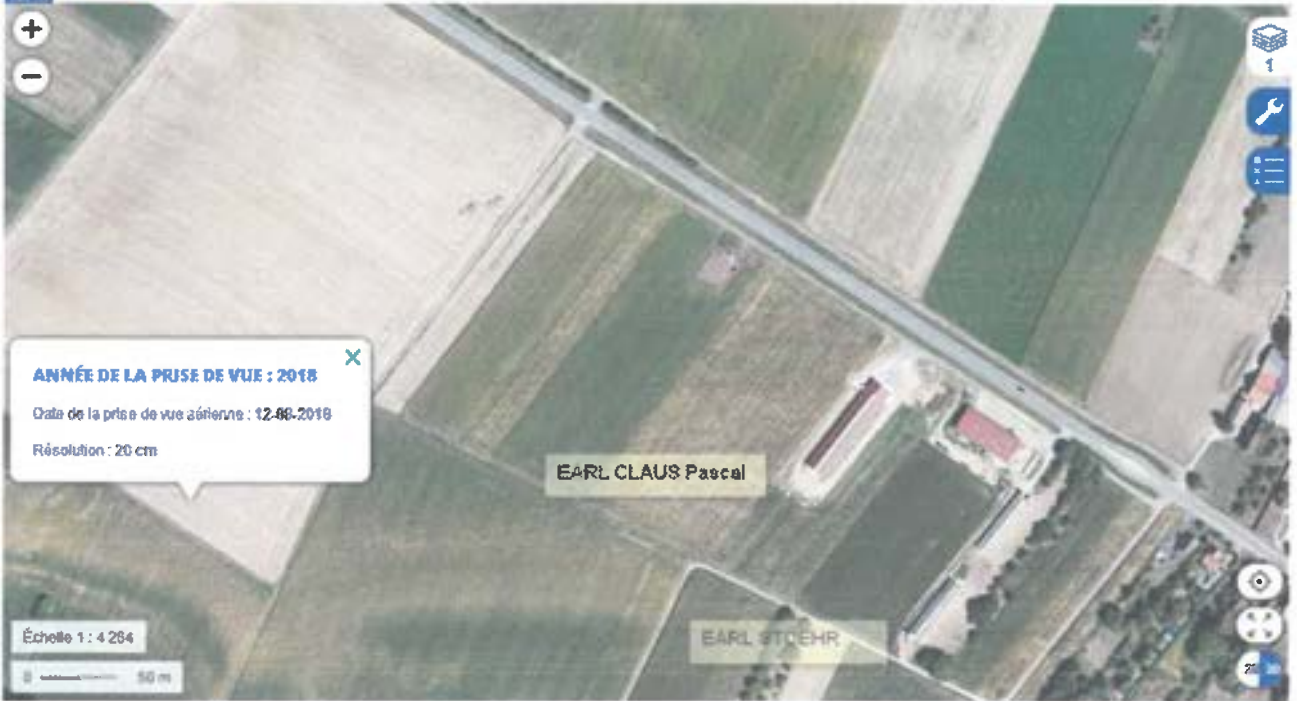 +
−
1
ANNÉE DE LA PRISE DE VUE : 2018
Date de la prise de vue aérienne : 12-08-2018
Résolution : 20 cm
EARL CLAUS Pascal
EARL STOEHR
Échelle 1 : 4 264
0 50 m